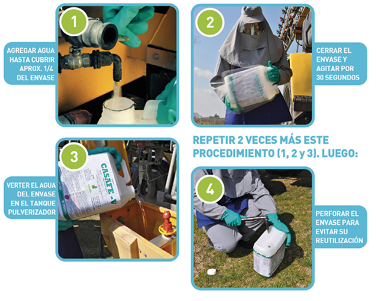 1
AGREGAR AGUA
HASTA CUBRIR
APROX. 1/4
DEL ENVASE
2
CERRAR EL
ENVASE Y
AGITAR POR
30 SEGUNDOS
3
VERTER EL AGUA
DEL ENVASE
EN EL TANQUE
PULVERIZADOR
CASAFE
REPETIR 2 VECES MÁS ESTE
PROCEDIMIENTO (1, 2 y 3). LUEGO:
4
PERFORAR EL
ENVASE PARA
EVITAR SU
REUTILIZACIÓN